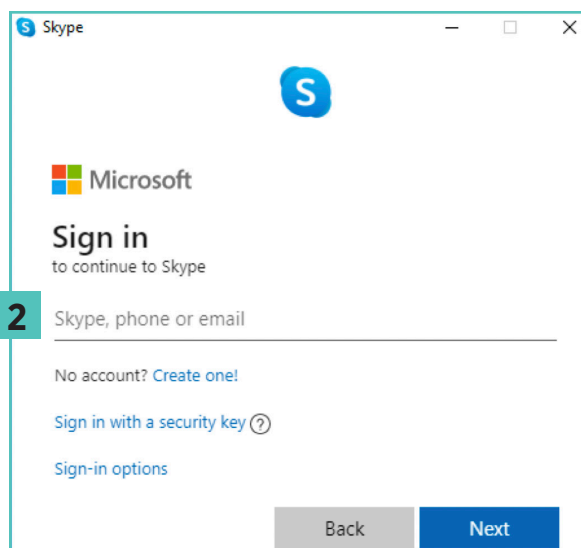 Skype
S
Microsoft
Sign in
to continue to Skype
2
Skype, phone or email
No account? Create one!
Sign in with a security key ?
Sign-in options
Back Next